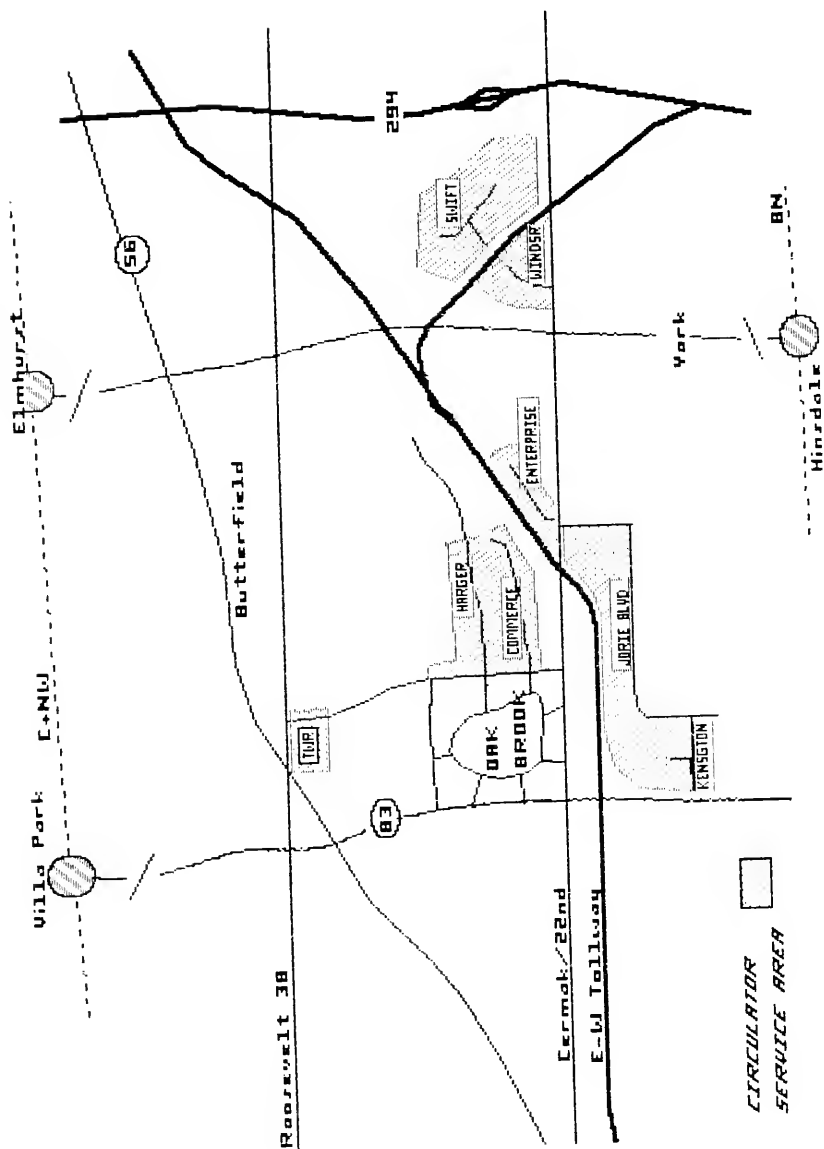 Villa Park
C+NW
Elmhurst
56
Butterfield
294
Roosevelt 38
83
TWR
HARGER
COMMERCE
OAK
BROOK
ENTERPRISE
SWIFT
WINDSR
Cermak/22nd
E-W Tollway
JORIE BLVD
KENSGTON
York
BN
Hinsdale
CIRCULATOR
SERVICE AREA